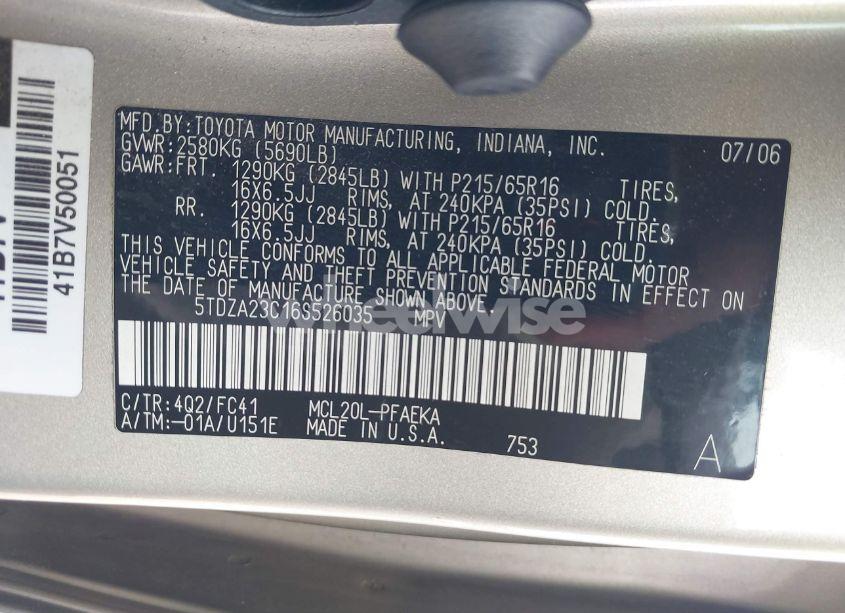 MFD.BY:TOYOTA MOTOR MANUFACTURING, INDIANA, INC. 07/06
GVWR:2580KG (5690LB)
GAWR:FRT. 1290KG (2845LB) WITH P215/65R16 TIRES,
16X6.5JJ RIMS, AT 240KPA (35PSI) COLD.
RR. 1290KG (2845LB) WITH P215/65R16 TIRES,
16X6.5JJ RIMS, AT 240KPA (35PSI) COLD.
THIS VEHICLE CONFORMS TO ALL APPLICABLE FEDERAL MOTOR
VEHICLE SAFETY AND THEFT PREVENTION STANDARDS IN EFFECT ON
THE DATE OF MANUFACTURE SHOWN ABOVE.
5TDZA23C16S526035 MPV
C/TR:4Q2/FC41 MCL20L-PFAEKA
A/TM:-01A/U151E MADE IN U.S.A. 753 A
41B7V50051
wheelwise